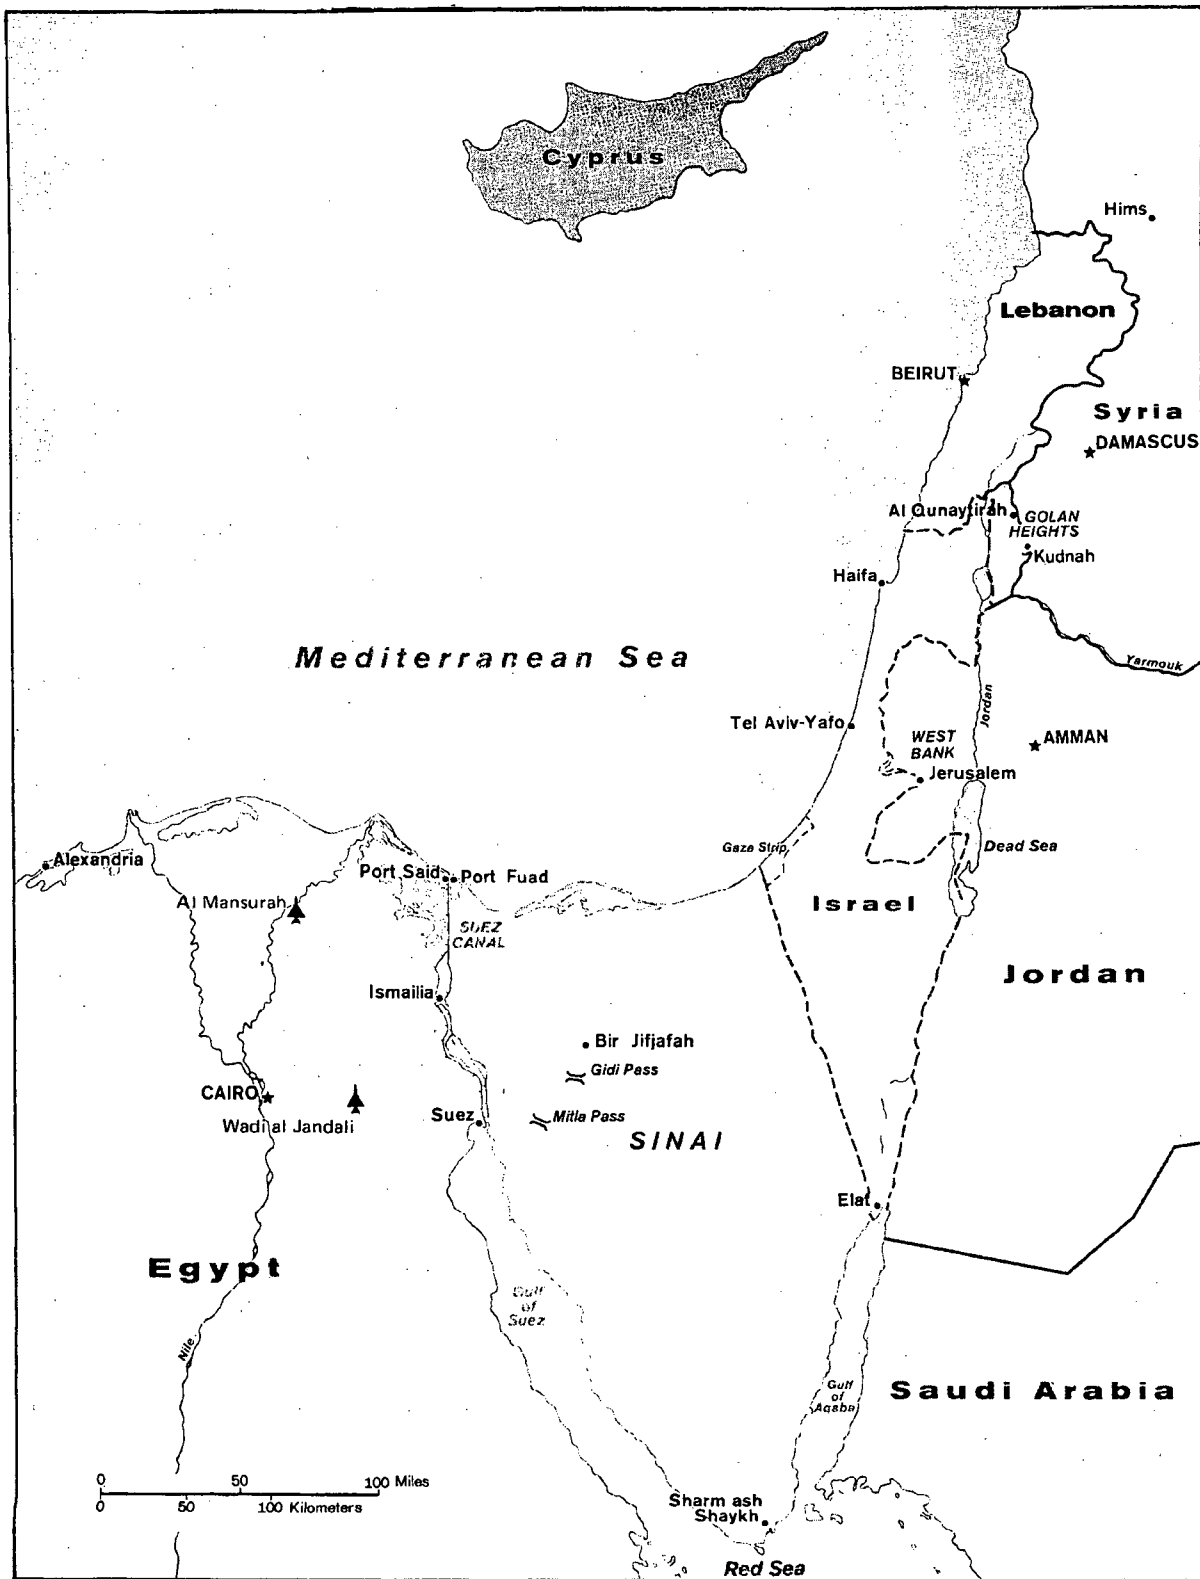 Cyprus
Hims
Lebanon
BEIRUT
Syria
DAMASCUS
Al Qunaytirah
GOLAN
HEIGHTS
Kudnah
Haifa
Mediterranean Sea
Yarmouk
Jordan
Tel Aviv-Yafo
WEST
BANK
AMMAN
Jerusalem
Gaza Strip
Dead Sea
Alexandria
Port Said
Port Fuad
Al Mansurah
Israel
SUEZ
CANAL
Jordan
Ismailia
Bir Jifjafah
Gidi Pass
CAIRO
Wadi al Jandali
Suez
Mitla Pass
SINAI
Elat
Egypt
Gulf
of
Suez
Nile
Gulf
of
Aqaba
Saudi Arabia
0 50 100 Miles
0 50 100 Kilometers
Sharm ash
Shaykh
Red Sea